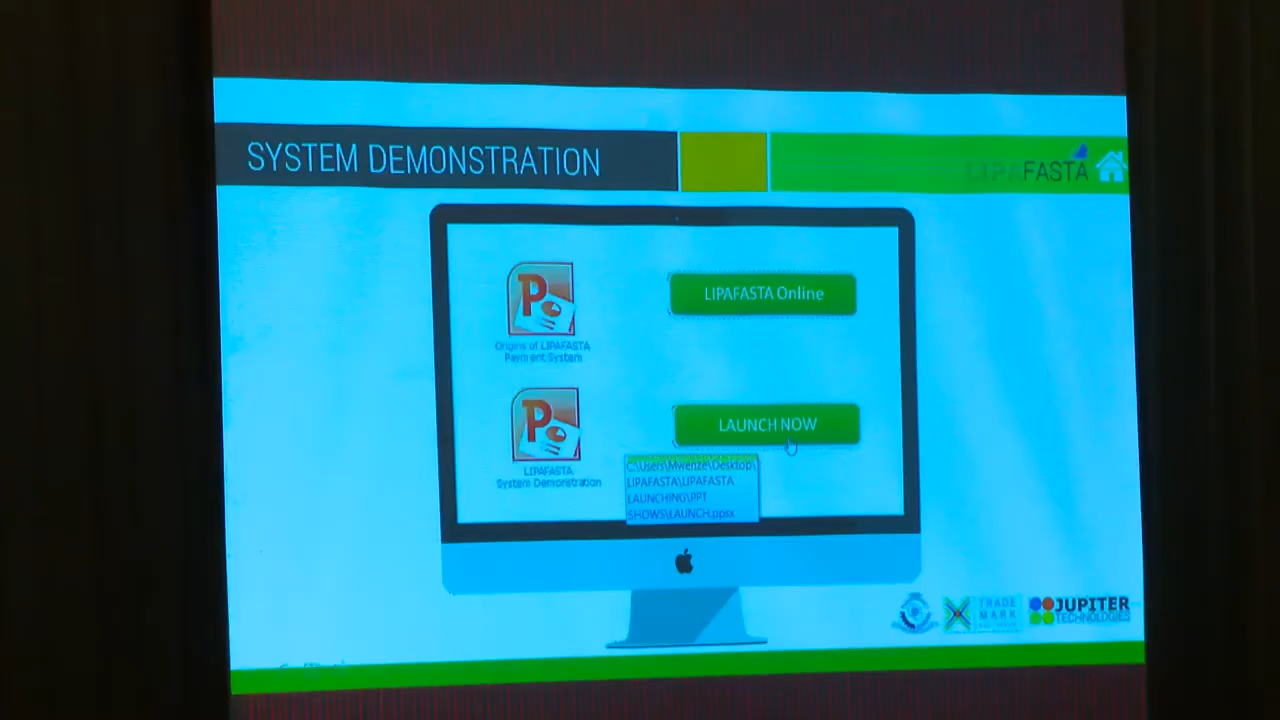 SYSTEM DEMONSTRATION
LIPAFASTA
LIPAFASTA Online
Origins of LIPAFASTA
Payment System
LAUNCH NOW
C:\Users\Mwenze\Desktop\
LIPAFASTA\LIPAFASTA
LAUNCHING\PPT
SHOWS\LAUNCH.ppsx
LIPAFASTA
System Demonstration
TRADE
MARK
JUPITER
TECHNOLOGIES